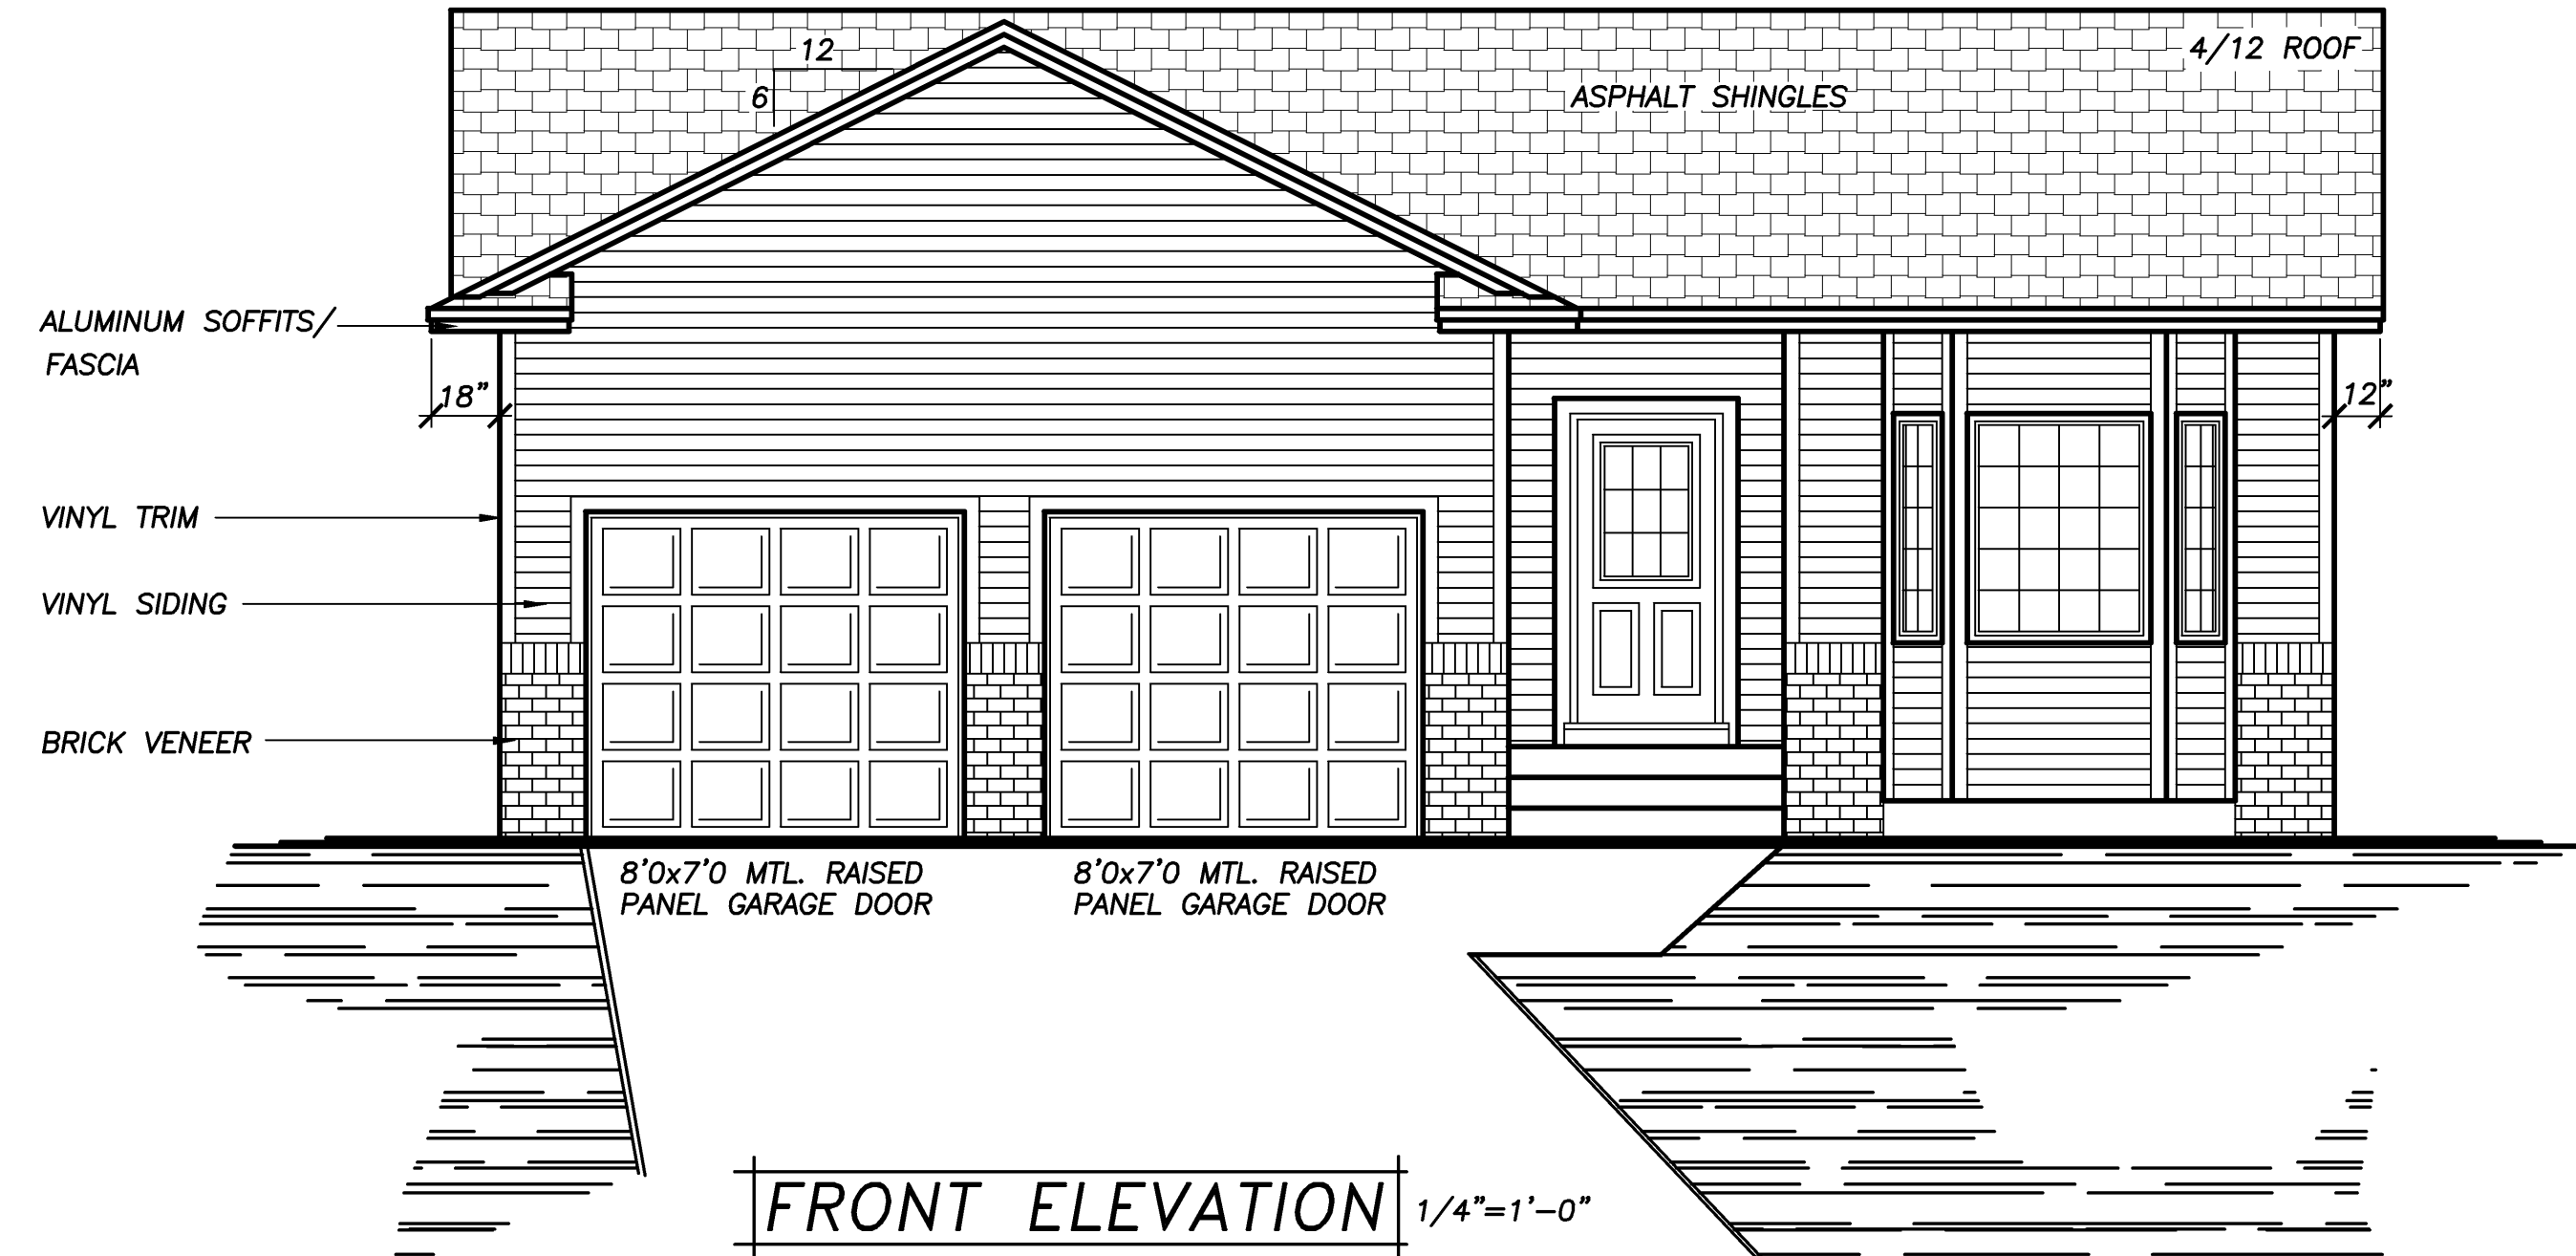 12
4/12 ROOF
6
ASPHALT SHINGLES
ALUMINUM SOFFITS/
FASCIA
18"
12"
VINYL TRIM
VINYL SIDING
BRICK VENEER
8'0x7'0 MTL. RAISED
PANEL GARAGE DOOR
8'0x7'0 MTL. RAISED
PANEL GARAGE DOOR
FRONT ELEVATION
1/4"=1'-0"